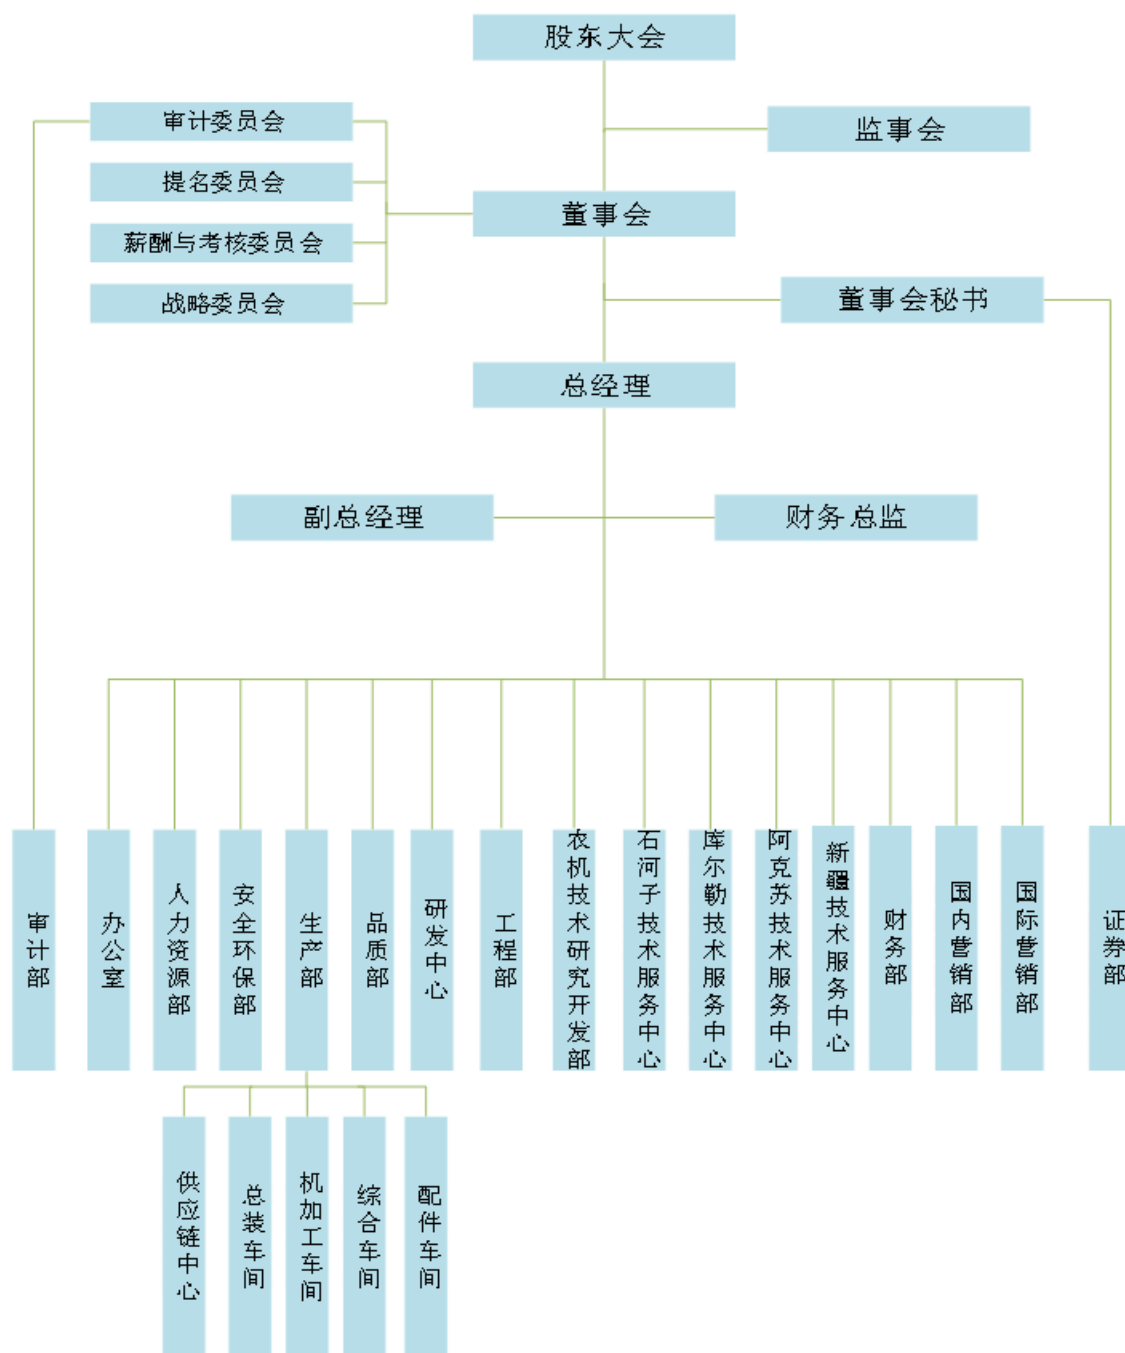 股东大会
审计委员会
监事会
提名委员会
董事会
薪酬与考核委员会
董事会秘书
战略委员会
总经理
副总经理
财务总监
审计部
办公室
人力资源部
安全环保部
生产部
品质部
研发中心
工程部
农机技术研究开发部
石河子技术服务中心
库尔勒技术服务中心
阿克苏技术服务中心
新疆技术服务中心
财务部
国内营销部
国际营销部
证券部
供应链中心
总装车间
机加工车间
综合车间
配件车间